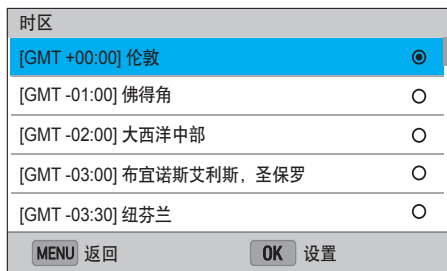 时区
[GMT +00:00] 伦敦
[GMT -01:00] 佛得角
[GMT -02:00] 大西洋中部
[GMT -03:00] 布宜诺斯艾利斯，圣保罗
[GMT -03:30] 纽芬兰
MENU 返回 OK 设置